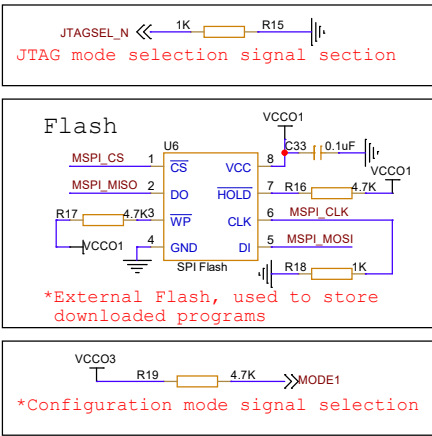 JTAGSEL_N 1K R15
JTAG mode selection signal section
Flash
VCCO1
U6
C33 0.1uF
MSPI_CS 1 CS VCC 8
VCCO1
MSPI_MISO 2 DO HOLD 7 R16 4.7K
R17 4.7K 3 WP CLK 6 MSPI_CLK
VCCO1 4 GND DI 5 MSPI_MOSI
SPI Flash
R18 1K
*External Flash, used to store
downloaded programs
VCCO3
R19 4.7K MODE1
*Configuration mode signal selection